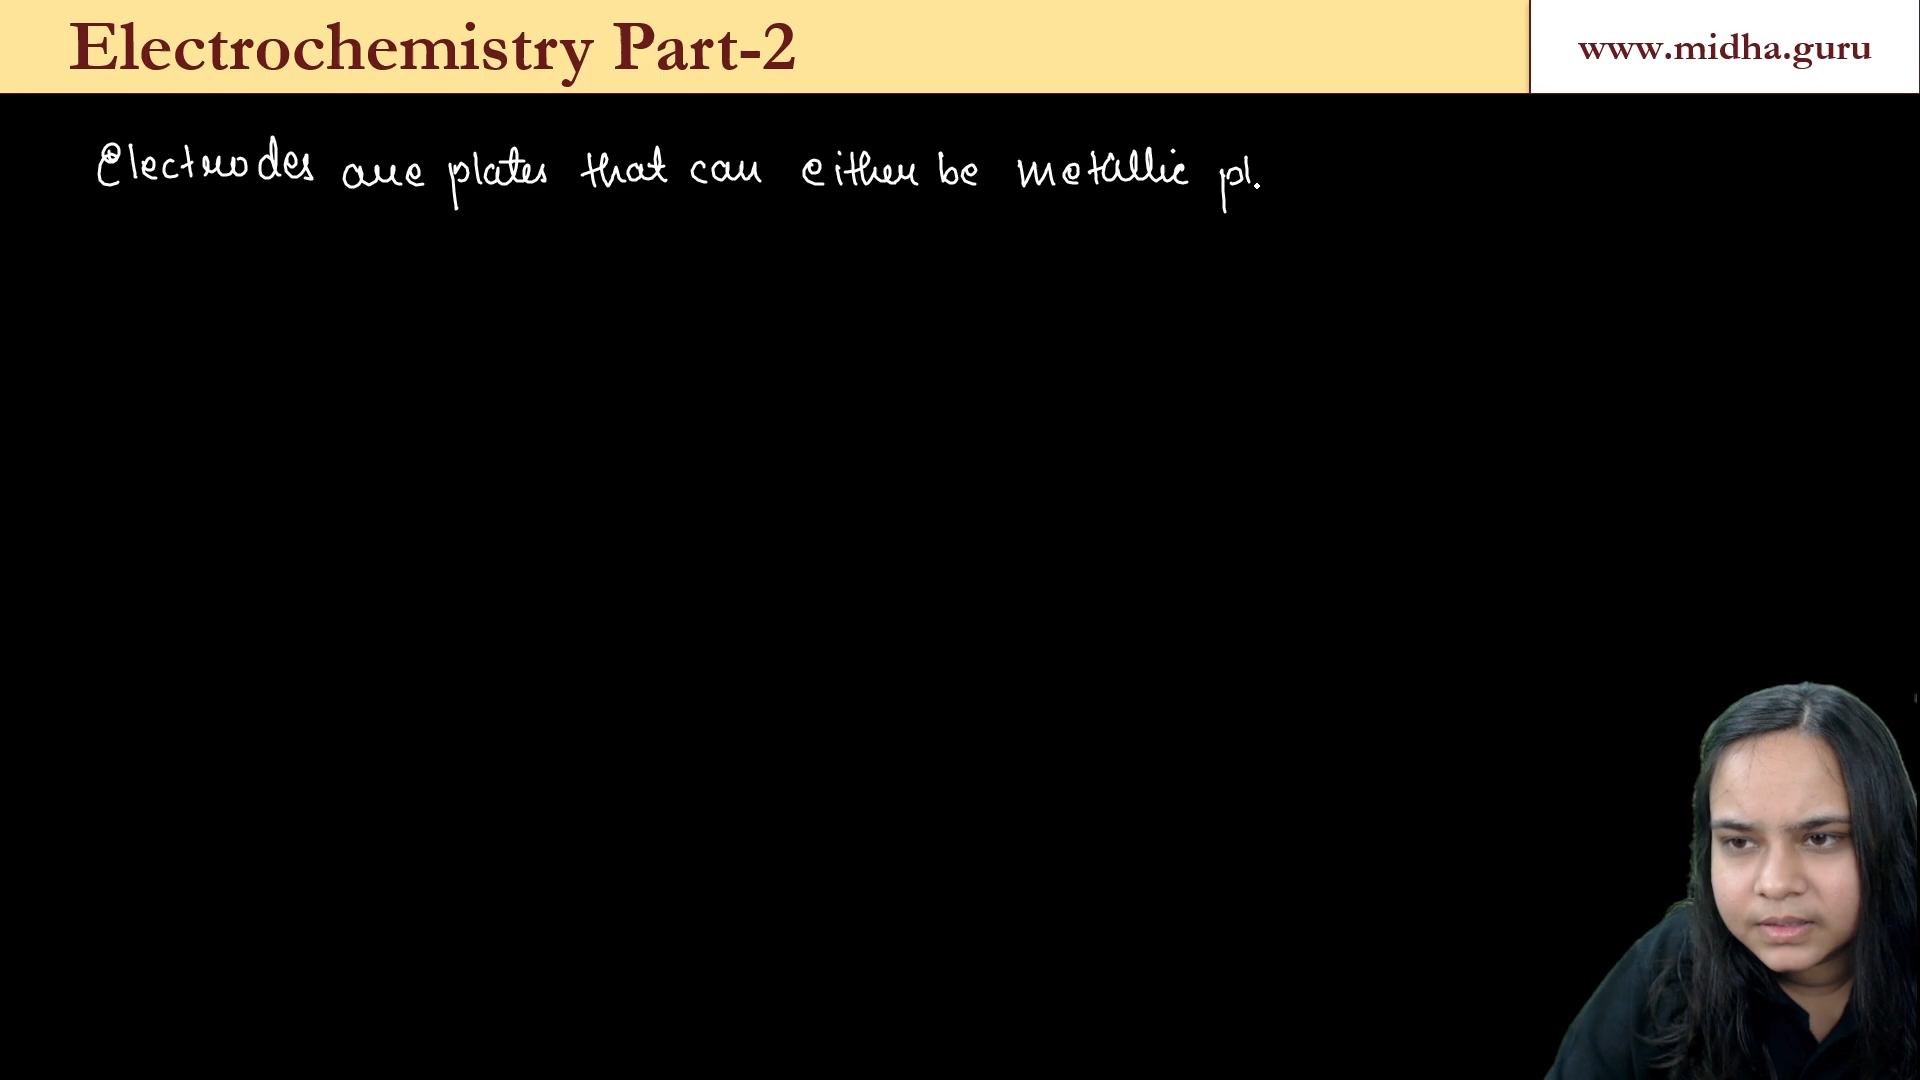 Electrochemistry Part-2
www.midha.guru
Electrodes are plates that can either be metallic pl.